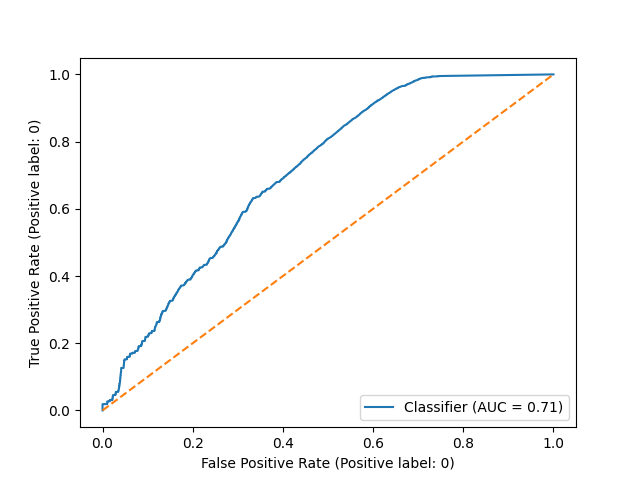 1.0
0.8
0.6
0.4
0.2
0.0
True Positive Rate (Positive label: 0)
Classifier (AUC = 0.71)
0.0 0.2 0.4 0.6 0.8 1.0
False Positive Rate (Positive label: 0)